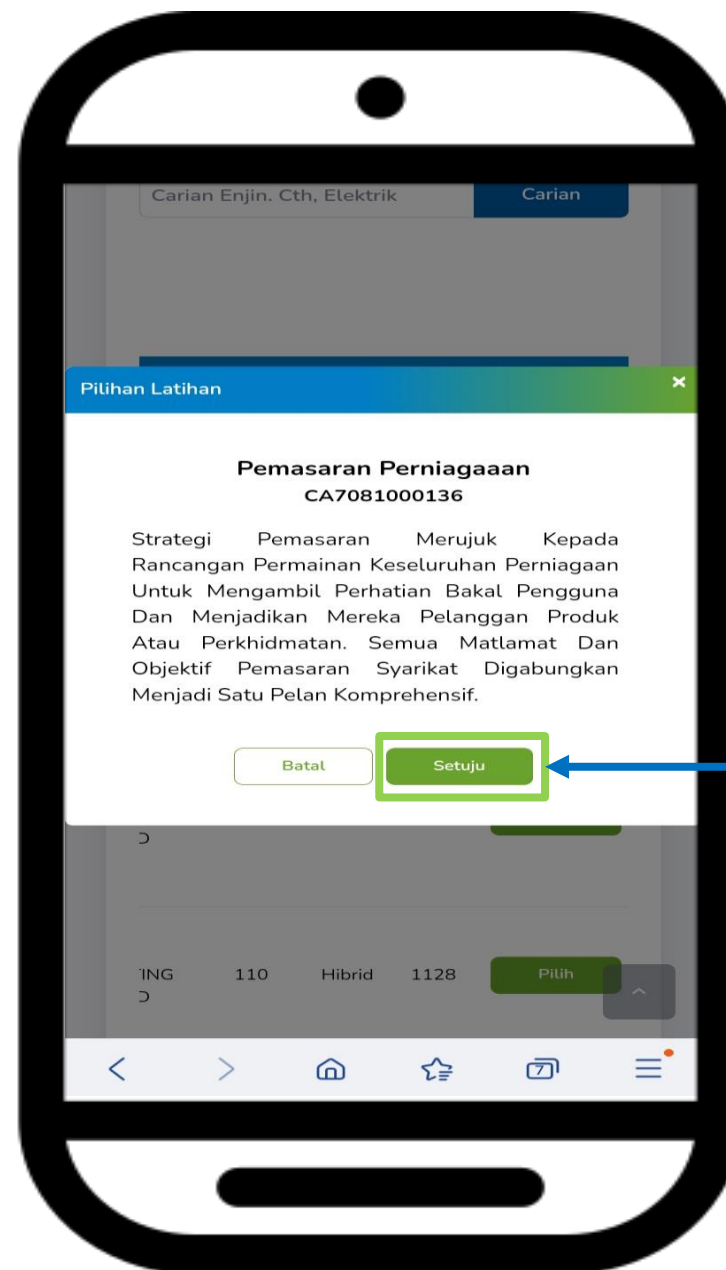 Carian Enjin. Cth, Elektrik Carian
Pilihan Latihan ×
Pemasaran Perniagaaan
CA7081000136
Strategi Pemasaran Merujuk Kepada
Rancangan Permainan Keseluruhan Perniagaan
Untuk Mengambil Perhatian Bakal Pengguna
Dan Menjadikan Mereka Pelanggan Produk
Atau Perkhidmatan. Semua Matlamat Dan
Objektif Pemasaran Syarikat Digabungkan
Menjadi Satu Pelan Komprehensif.
Batal Setuju
D
ING 110 Hibrid 1128 Pilih
D
7